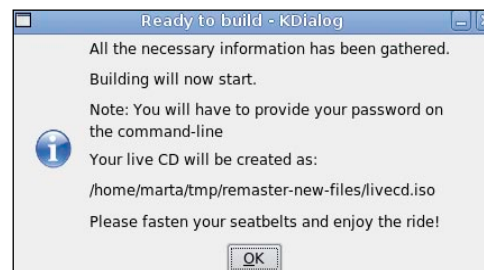 Ready to build - KDialog
All the necessary information has been gathered.
Building will now start.
Note: You will have to provide your password on
the command-line
Your live CD will be created as:
/home/marta/tmp/remaster-new-files/livecd.iso
Please fasten your seatbelts and enjoy the ride!
OK